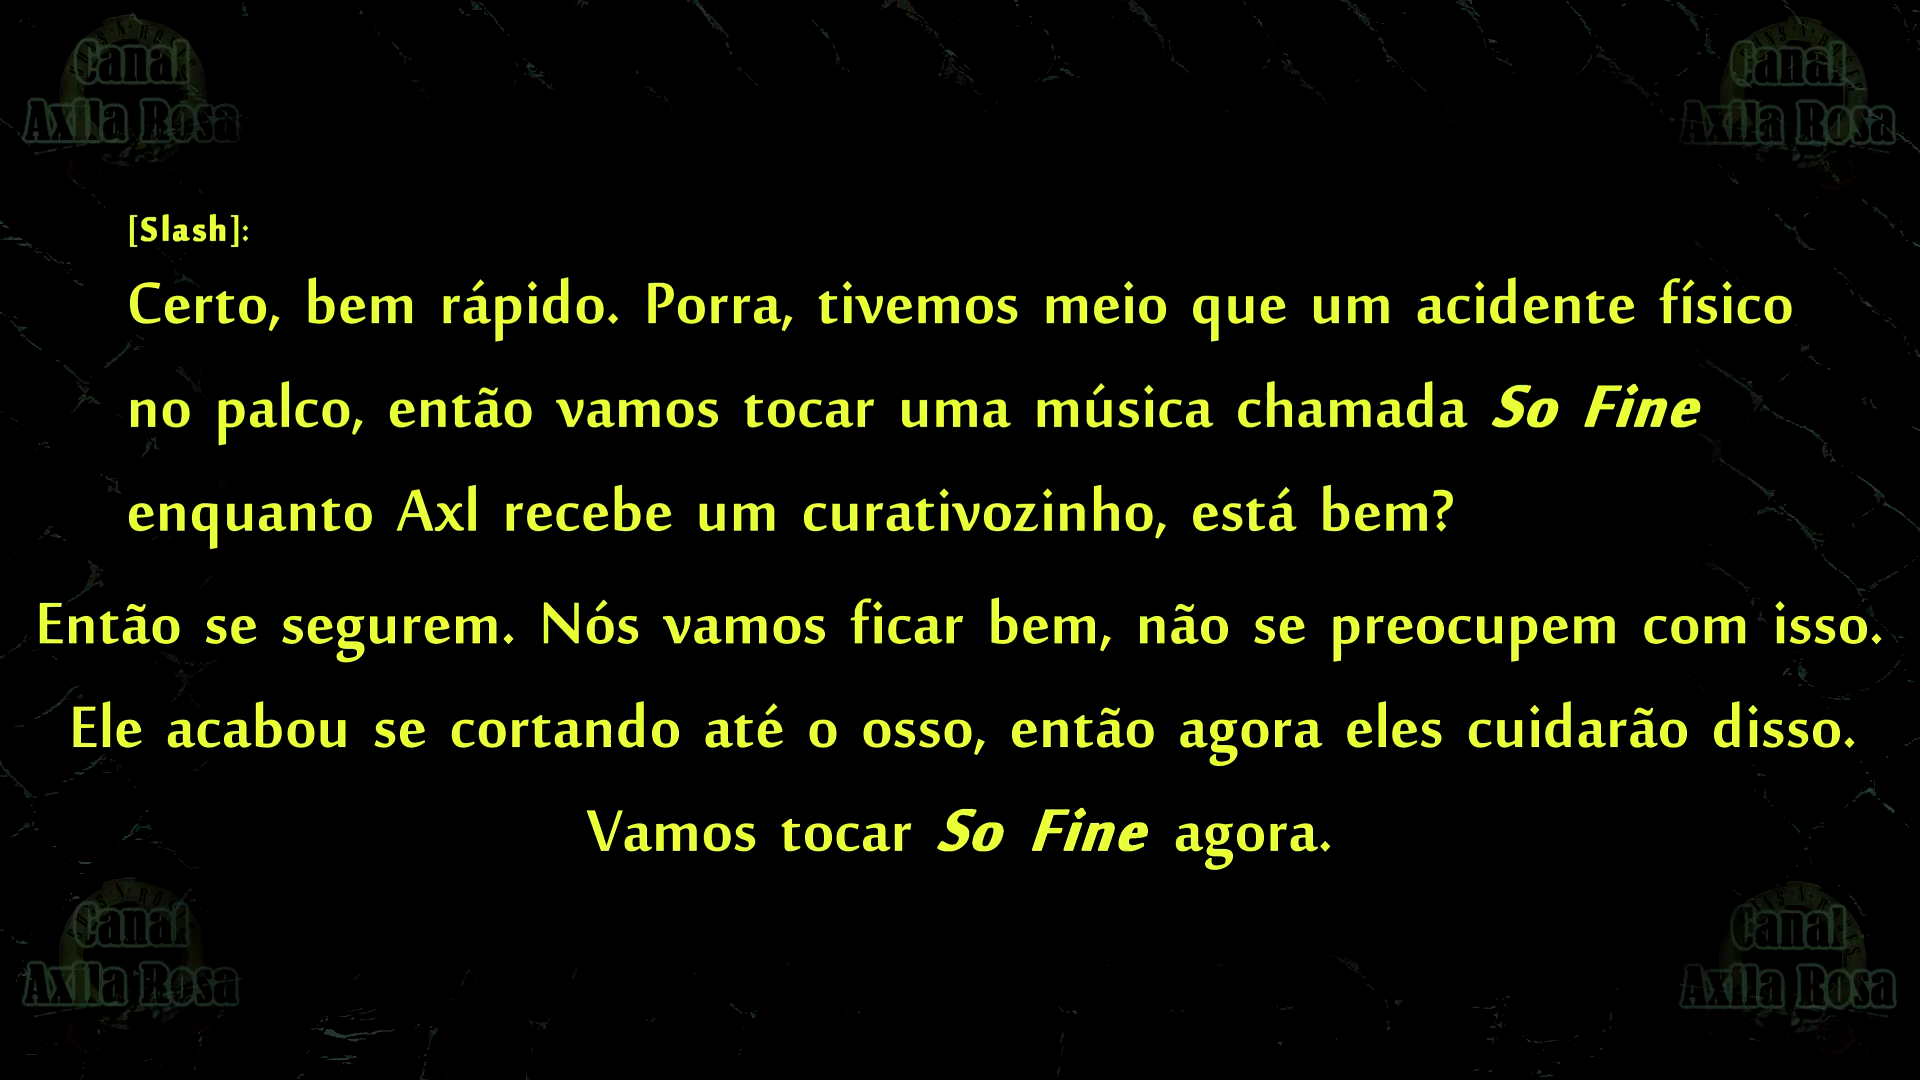 Canal
Axila Rosa
Canal
Axila Rosa
[Slash]:
Certo, bem rápido. Porra, tivemos meio que um acidente físico
no palco, então vamos tocar uma música chamada So Fine
enquanto Axl recebe um curativozinho, está bem?
Então se segurem. Nós vamos ficar bem, não se preocupem com isso.
Ele acabou se cortando até o osso, então agora eles cuidarão disso.
Vamos tocar So Fine agora.
Canal
Axila Rosa
Canal
Axila Rosa